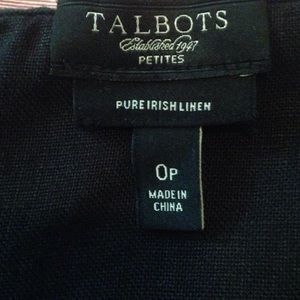 TALBOTS
Established 1947
PETITES
PURE IRISH LINEN
0P
MADE IN
CHINA